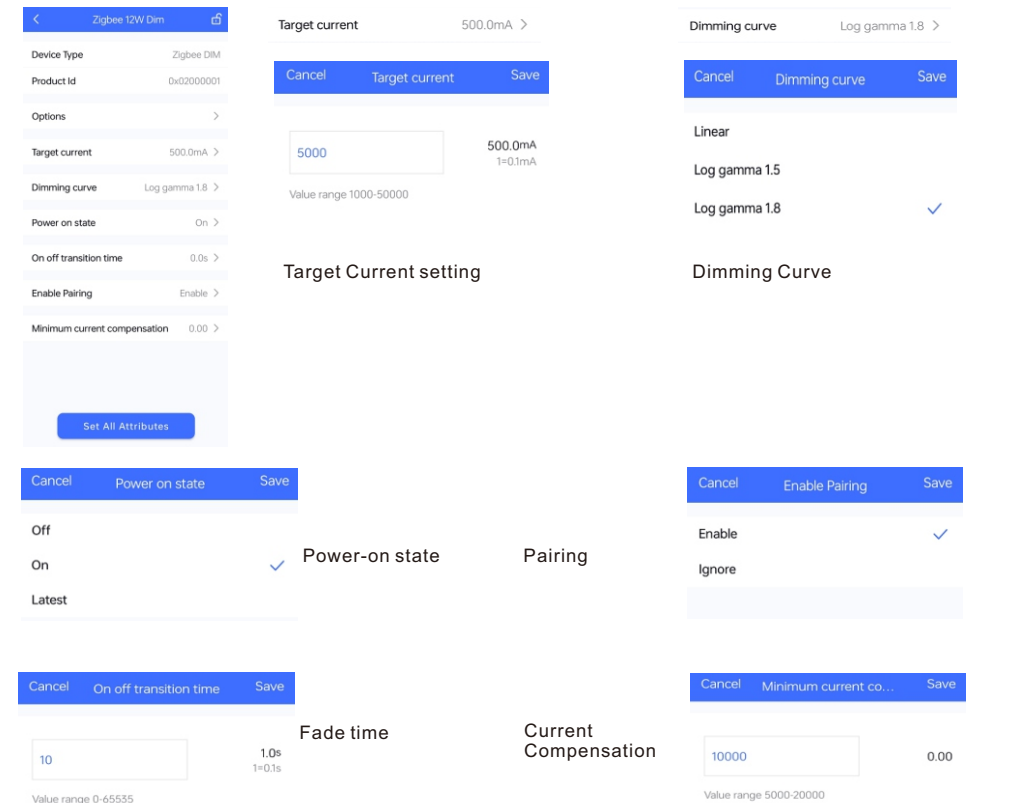 Zigbee 12W Dim
Device Type Zigbee DIM
Product Id 0x02000001
Options
Target current 500.0mA
Dimming curve Log gamma 1.8
Power on state On
On off transition time 0.0s
Enable Pairing Enable
Minimum current compensation 0.00
Set All Attributes
Target current 500.0mA
Cancel Target current Save
5000 500.0mA
1=0.1mA
Value range 1000-50000
Target Current setting
Dimming curve Log gamma 1.8
Cancel Dimming curve Save
Linear
Log gamma 1.5
Log gamma 1.8
Dimming Curve
Cancel Power on state Save
Off
On
Latest
Power-on state
Pairing
Cancel Enable Pairing Save
Enable
Ignore
Cancel On off transition time Save
10 1.0s
1=0.1s
Value range 0-65535
Fade time
Current
Compensation
Cancel Minimum current co... Save
10000 0.00
Value range 5000-20000